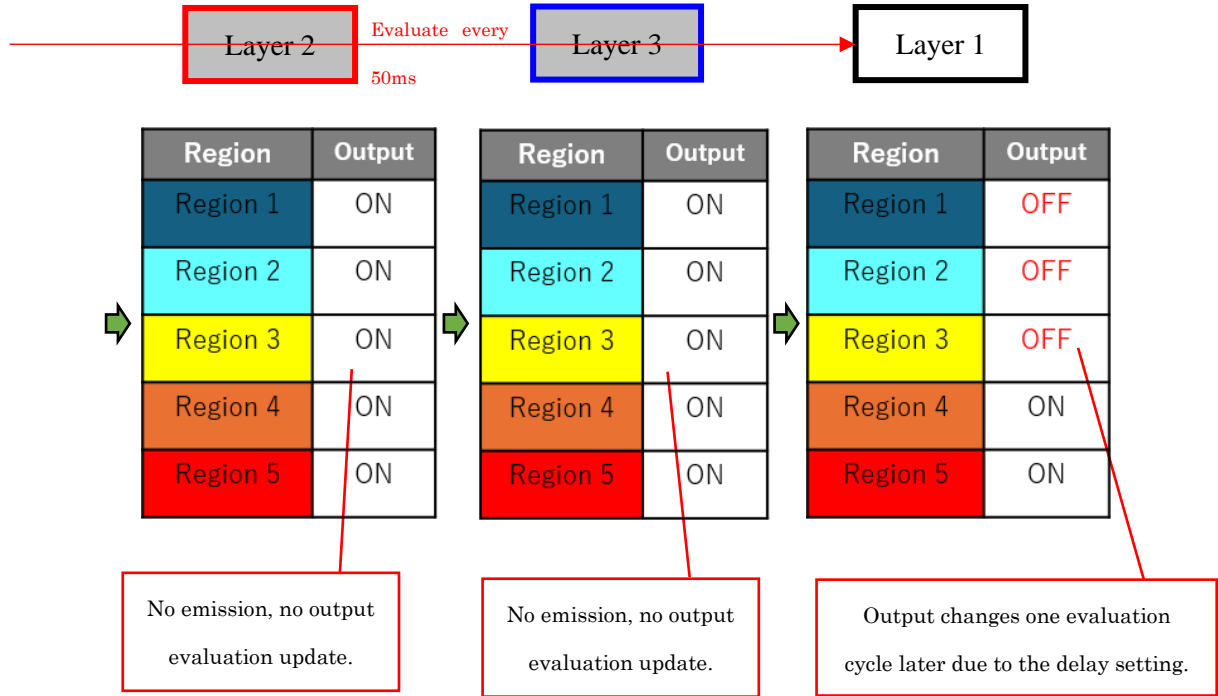 Layer 2
Evaluate every
50ms
Layer 3
Layer 1
Region Output
Region 1 ON
Region 2 ON
Region 3 ON
Region 4 ON
Region 5 ON
Region Output
Region 1 ON
Region 2 ON
Region 3 ON
Region 4 ON
Region 5 ON
Region Output
Region 1 OFF
Region 2 OFF
Region 3 OFF
Region 4 ON
Region 5 ON
No emission, no output
evaluation update.
No emission, no output
evaluation update.
Output changes one evaluation
cycle later due to the delay setting.